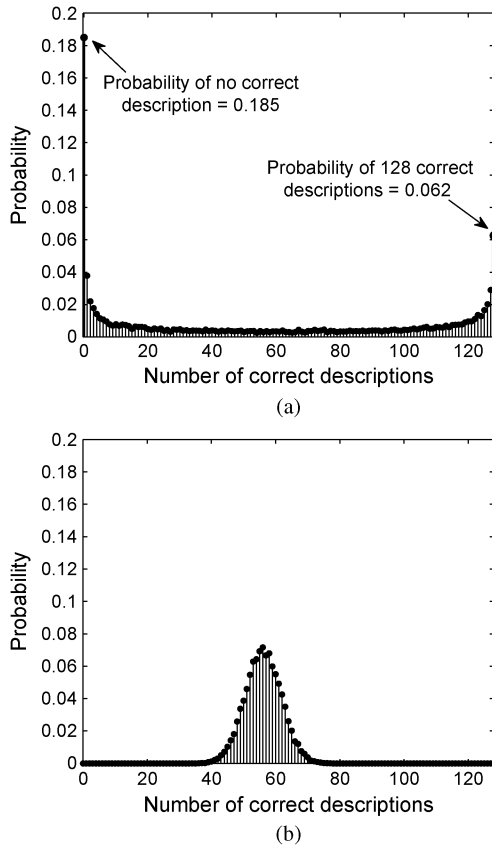 0.2
0.18
Probability of no correct
description = 0.185
0.16
0.14
0.12
0.1
Probability of 128 correct
descriptions = 0.062
0.08
0.06
0.04
0.02
0
Probability
0 20 40 60 80 100 120
Number of correct descriptions
(a)
0.2
0.18
0.16
0.14
0.12
0.1
0.08
0.06
0.04
0.02
0
Probability
0 20 40 60 80 100 120
Number of correct descriptions
(b)